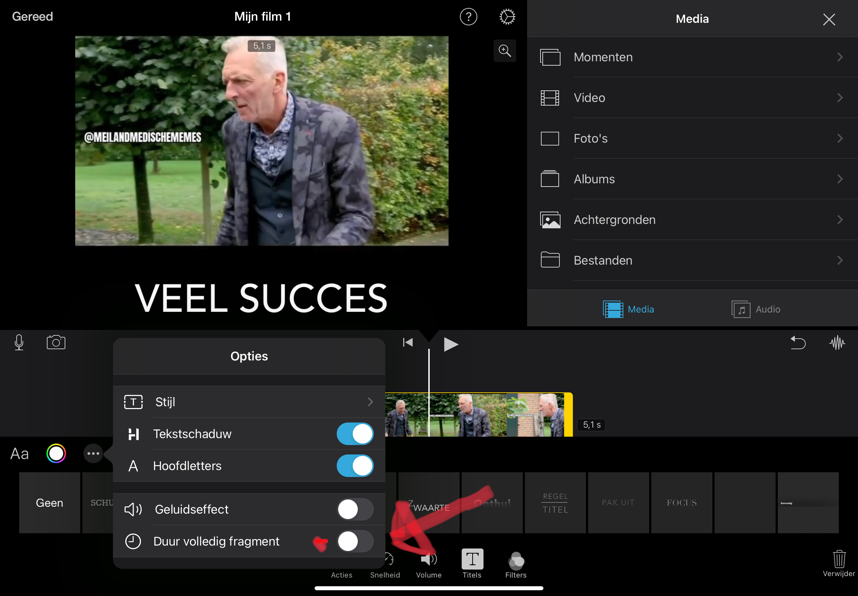 Gereed
Mijn film 1
?
Media
5,1 s
@MEILANDMEDISCHEMEMES
VEEL SUCCES
Momenten
Video
Foto's
Albums
Achtergronden
Bestanden
Media
Audio
Opties
T Stijl
Tekstschaduw
A Hoofdletters
Geluidseffect
Duur volledig fragment
5,1 s
Aa
Geen
SCHU
WAARTE
REGEL
TITEL
PAK UIT
FOCUS
Acties
Snelheid
Volume
T
Titels
Filters
Verwijder